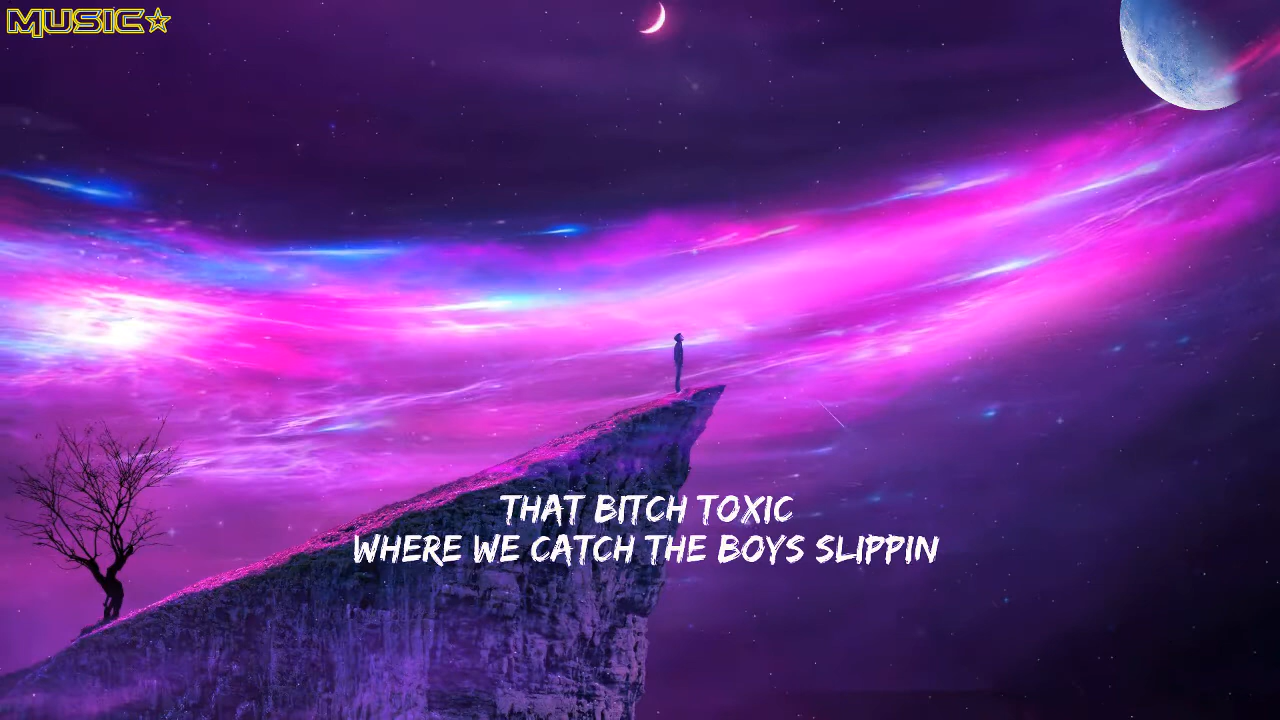 MUSIC☆
THAT BITCH TOXIC
WHERE WE CATCH THE BOYS SLIPPIN